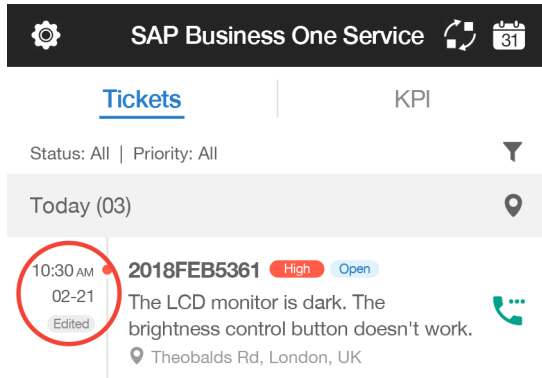 SAP Business One Service
31
Tickets
KPI
Status: All | Priority: All
Today (03)
10:30 AM
02-21
Edited
2018FEB5361 High Open
The LCD monitor is dark. The
brightness control button doesn't work.
Theobalds Rd, London, UK